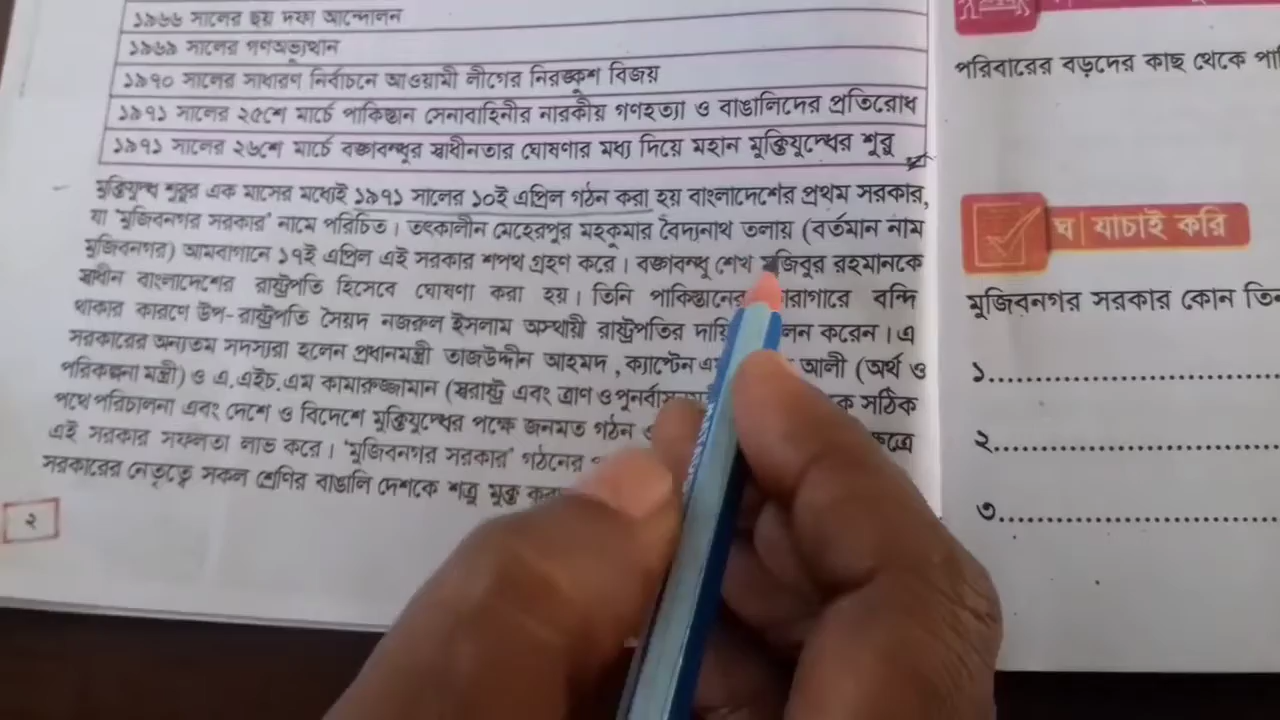 ১৯৬৬ সালের ছয় দফা আন্দোলন
১৯৬৯ সালের গণঅভ্যুত্থান
১৯৭০ সালের সাধারণ নির্বাচনে আওয়ামী লীগের নিরঙ্কুশ বিজয়
১৯৭১ সালের ২৫শে মার্চে পাকিস্তান সেনাবাহিনীর নারকীয় গণহত্যা ও বাঙালিদের প্রতিরোধ
১৯৭১ সালের ২৬শে মার্চে বঙ্গবন্ধুর স্বাধীনতার ঘোষণার মধ্য দিয়ে মহান মুক্তিযুদ্ধের শুরু
মুক্তিযুদ্ধ শুরুর এক মাসের মধ্যেই ১৯৭১ সালের ১০ই এপ্রিল গঠন করা হয় বাংলাদেশের প্রথম সরকার,
যা ‘মুজিবনগর সরকার’ নামে পরিচিত। তৎকালীন মেহেরপুর মহকুমার বৈদ্যনাথ তলায় (বর্তমান নাম
মুজিবনগর) আমবাগানে ১৭ই এপ্রিল এই সরকার শপথ গ্রহণ করে। বঙ্গবন্ধু শেখ মুজিবুর রহমানকে
স্বাধীন বাংলাদেশের রাষ্ট্রপতি হিসেবে ঘোষণা করা হয়। তিনি পাকিস্তানের বন্দি
থাকার কারণে উপ-রাষ্ট্রপতি সৈয়দ নজরুল ইসলাম অস্থায়ী রাষ্ট্রপতির করেন। এ
সরকারের অন্যতম সদস্যরা হলেন প্রধানমন্ত্রী তাজউদ্দীন আহমদ, ক্যাপ্টেন আলী (অর্থ ও
পরিকল্পনা মন্ত্রী) ও এ.এইচ.এম কামারুজ্জামান (স্বরাষ্ট্র এবং ত্রাণ ও সঠিক
পথে পরিচালনা এবং দেশে ও বিদেশে মুক্তিযুদ্ধের পক্ষে জনমত গঠন
এই সরকার সফলতা লাভ করে। ‘মুজিবনগর সরকার’ গঠনের
সরকারের নেতৃত্বে সকল শ্রেণির বাঙালি দেশকে শত্রু মুক্ত
২
পরিবারের বড়দের কাছ থেকে
ঘ | যাচাই করি
মুজিবনগর সরকার কোন
১....................................
২....................................
৩....................................